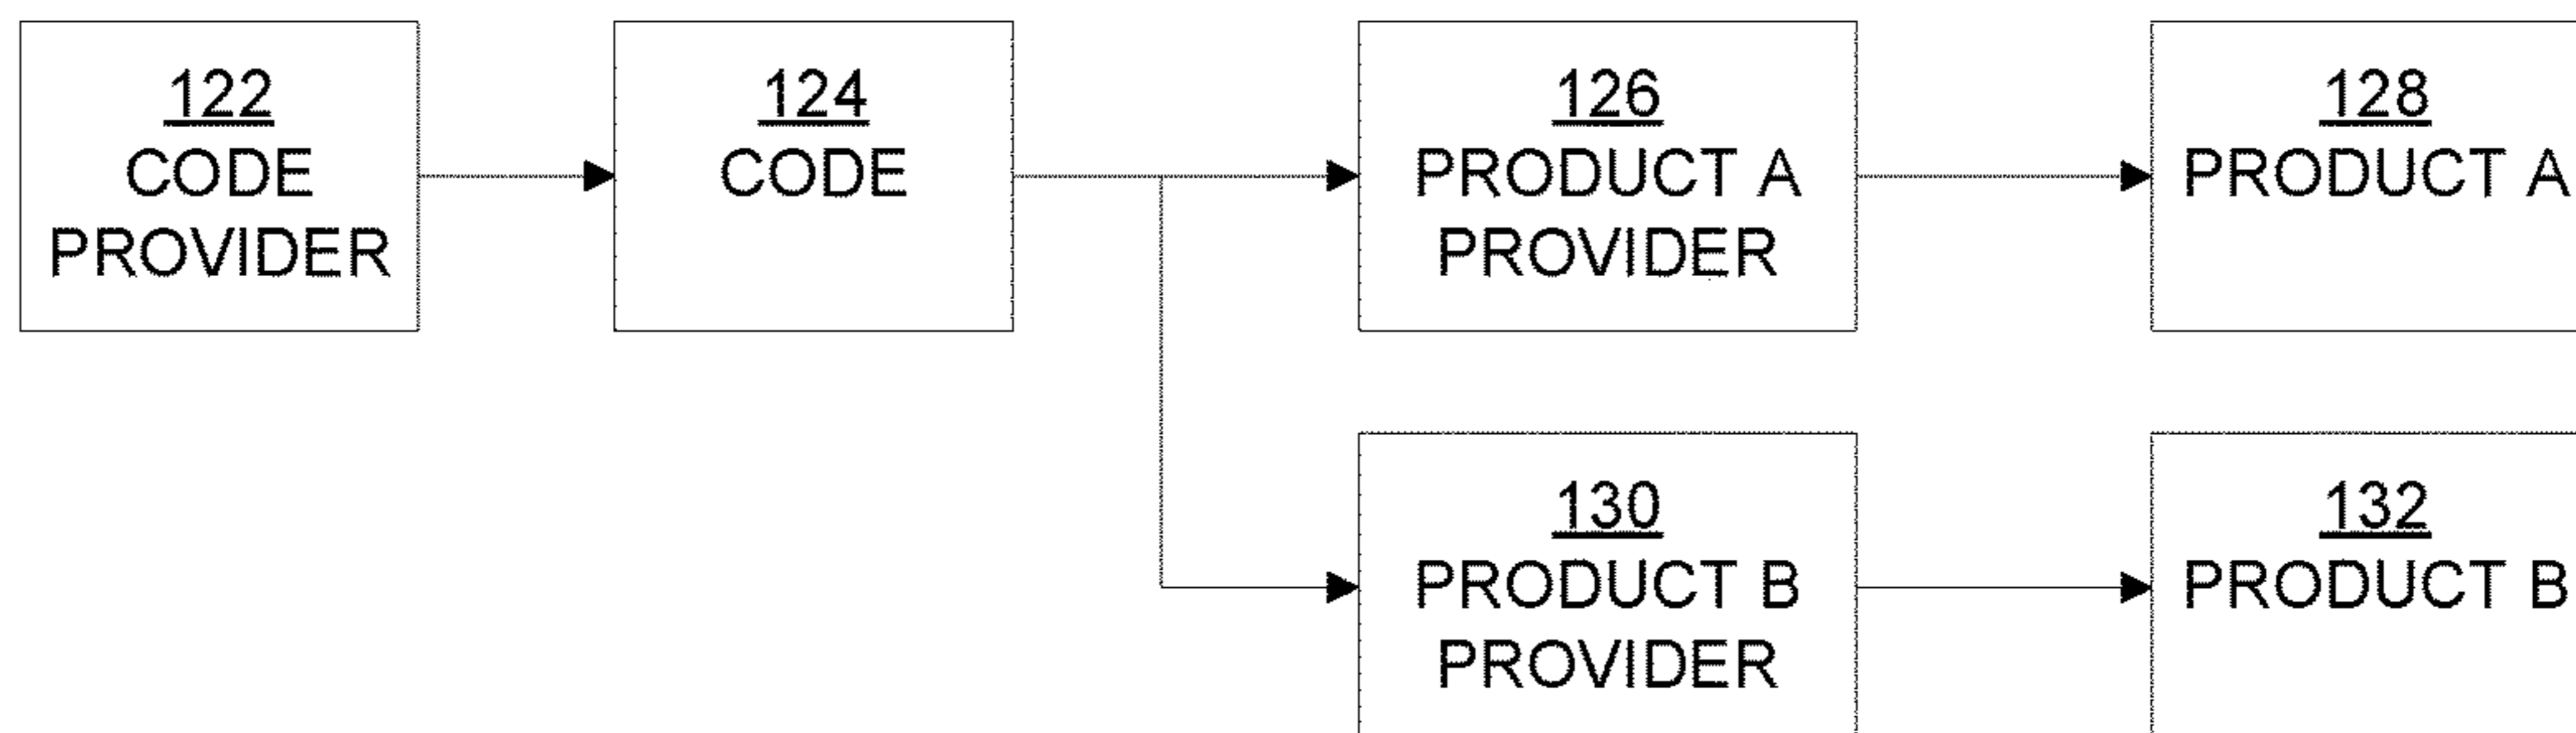 122
CODE
PROVIDER
124
CODE
126
PRODUCT A
PROVIDER
128
PRODUCT A
130
PRODUCT B
PROVIDER
132
PRODUCT B